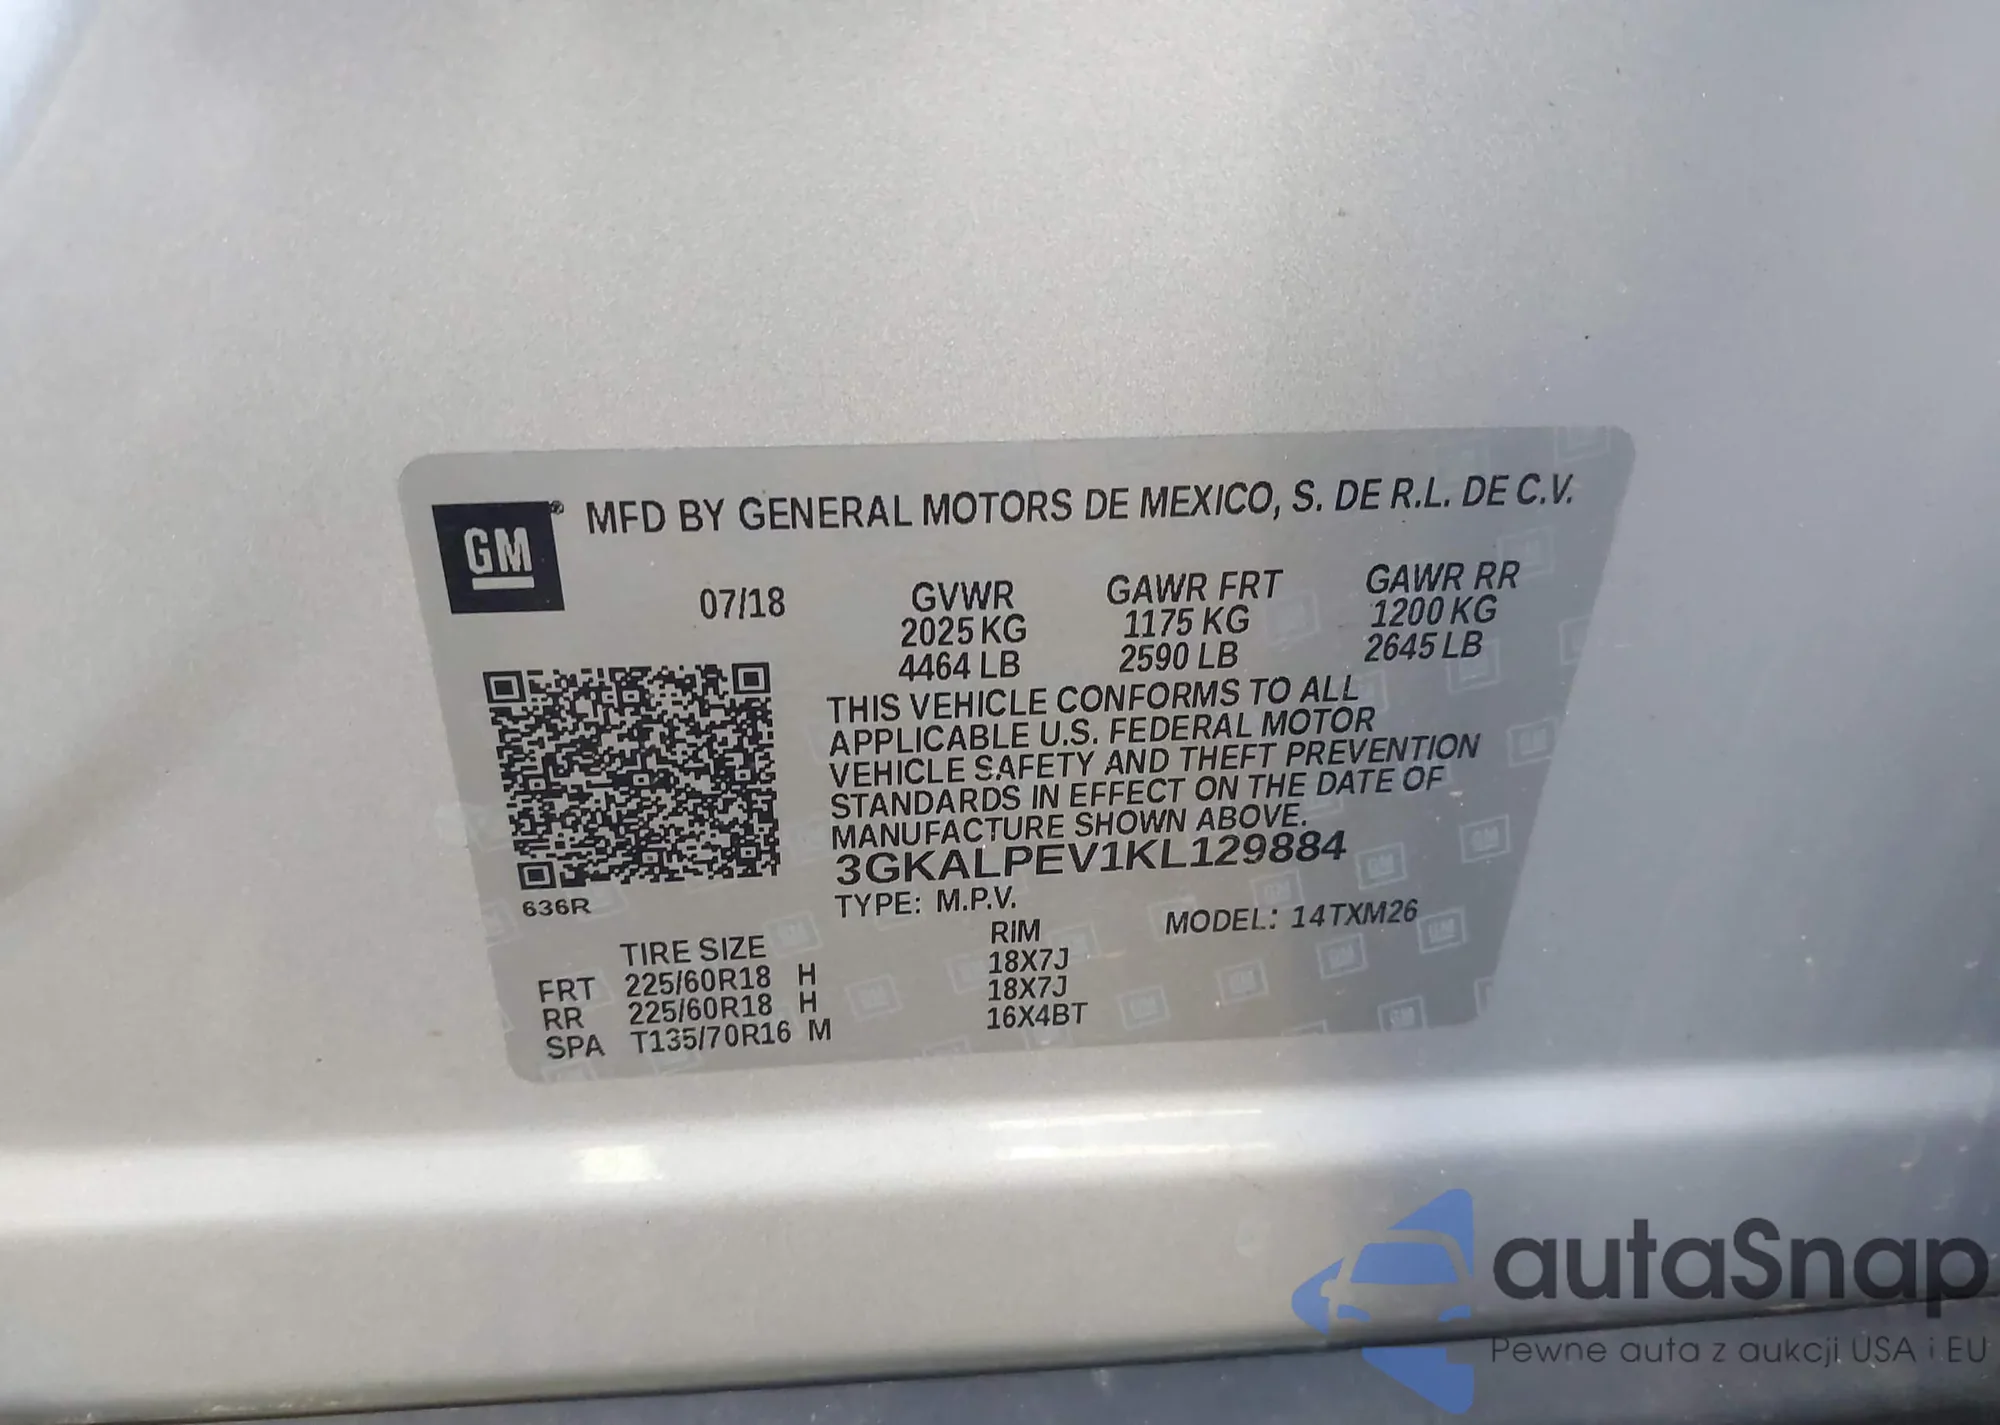 GM® MFD BY GENERAL MOTORS DE MEXICO, S. DE R.L. DE C.V.
07/18 GVWR GAWR FRT GAWR RR
2025 KG 1175 KG 1200 KG
4464 LB 2590 LB 2645 LB
THIS VEHICLE CONFORMS TO ALL
APPLICABLE U.S. FEDERAL MOTOR
VEHICLE SAFETY AND THEFT PREVENTION
STANDARDS IN EFFECT ON THE DATE OF
MANUFACTURE SHOWN ABOVE.
3GKALPEV1KL129884
636R
TYPE: M.P.V. MODEL: 14TXM26
TIRE SIZE RIM
FRT 225/60R18 H 18X7J
RR 225/60R18 H 18X7J
SPA T135/70R16 M 16X4BT
autaSnap
Pewne auta z aukcji USA i EU